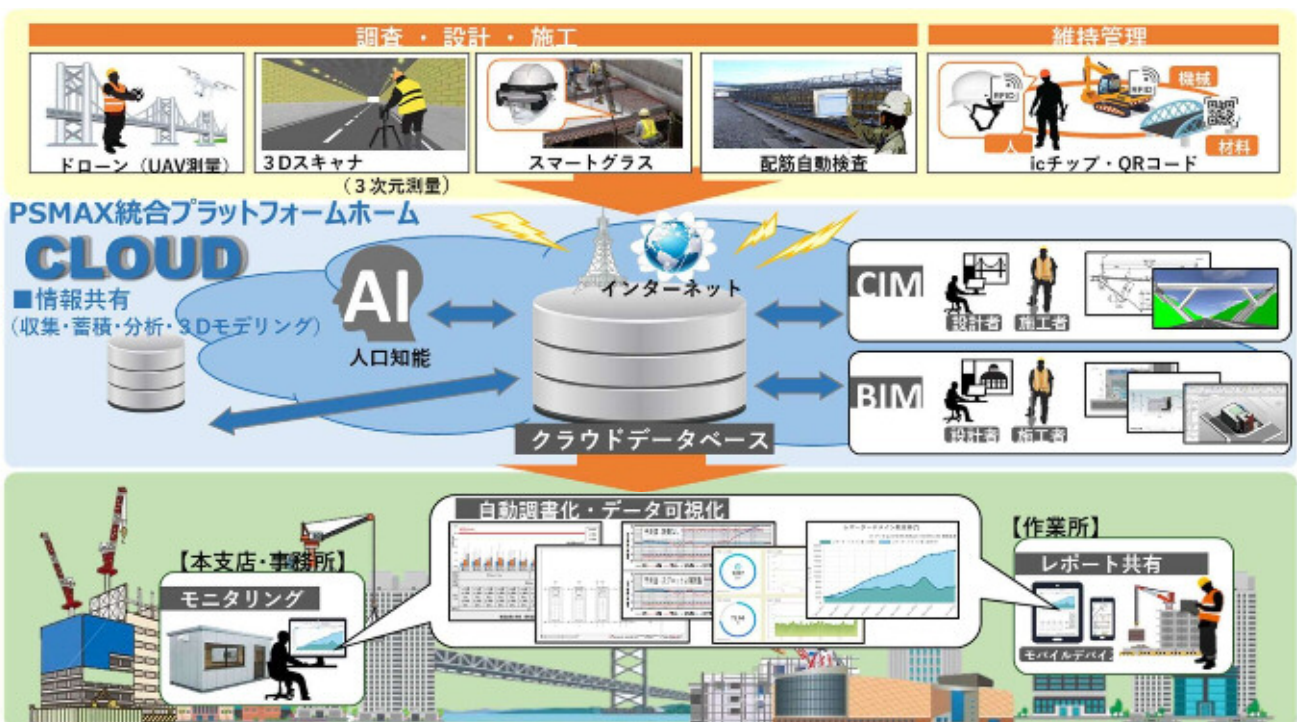 調査 ・ 設計 ・ 施工
維持管理
ドローン（UAV測量）
3Dスキャナ
（3次元測量）
スマートグラス
配筋自動検査
RFID
RFID
機械
人
材料
icチップ・QRコード
PSMAX統合プラットフォームホーム
CLOUD
■情報共有
（収集・蓄積・分析・3Dモデリング）
AI
人口知能
インターネット
クラウドデータベース
CIM
設計者
施工者
BIM
設計者
施工者
自動調書化・データ可視化
【本支店・事務所】
モニタリング
【作業所】
レポート共有
モバイルデバイス